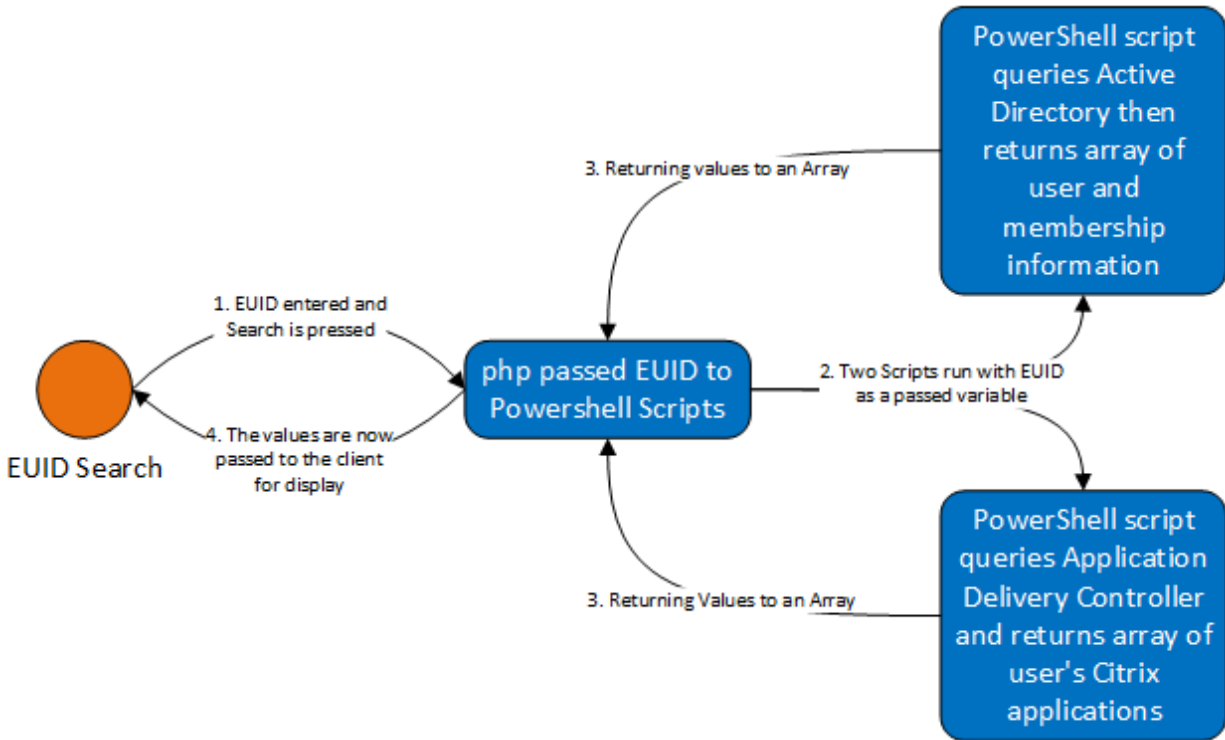 PowerShell script
queries Active
Directory then
returns array of
user and
membership
information
3. Returning values to an Array
1. EUID entered and
Search is pressed
php passed EUID to
Powershell Scripts
2. Two Scripts run with EUID
as a passed variable
4. The values are now
passed to the client
for display
EUID Search
PowerShell script
queries Application
Delivery Controller
and returns array of
user's Citrix
applications
3. Returning Values to an Array